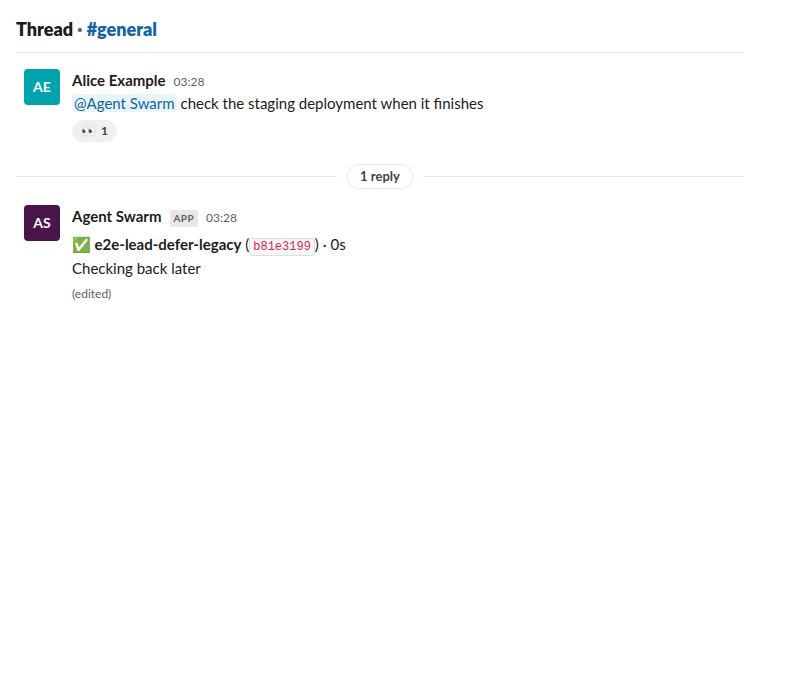 Thread • #general
AE
Alice Example 03:28
@Agent Swarm check the staging deployment when it finishes
👀 1
1 reply
AS
Agent Swarm APP 03:28
✅ e2e-lead-defer-legacy (b81e3199) · 0s
Checking back later
(edited)